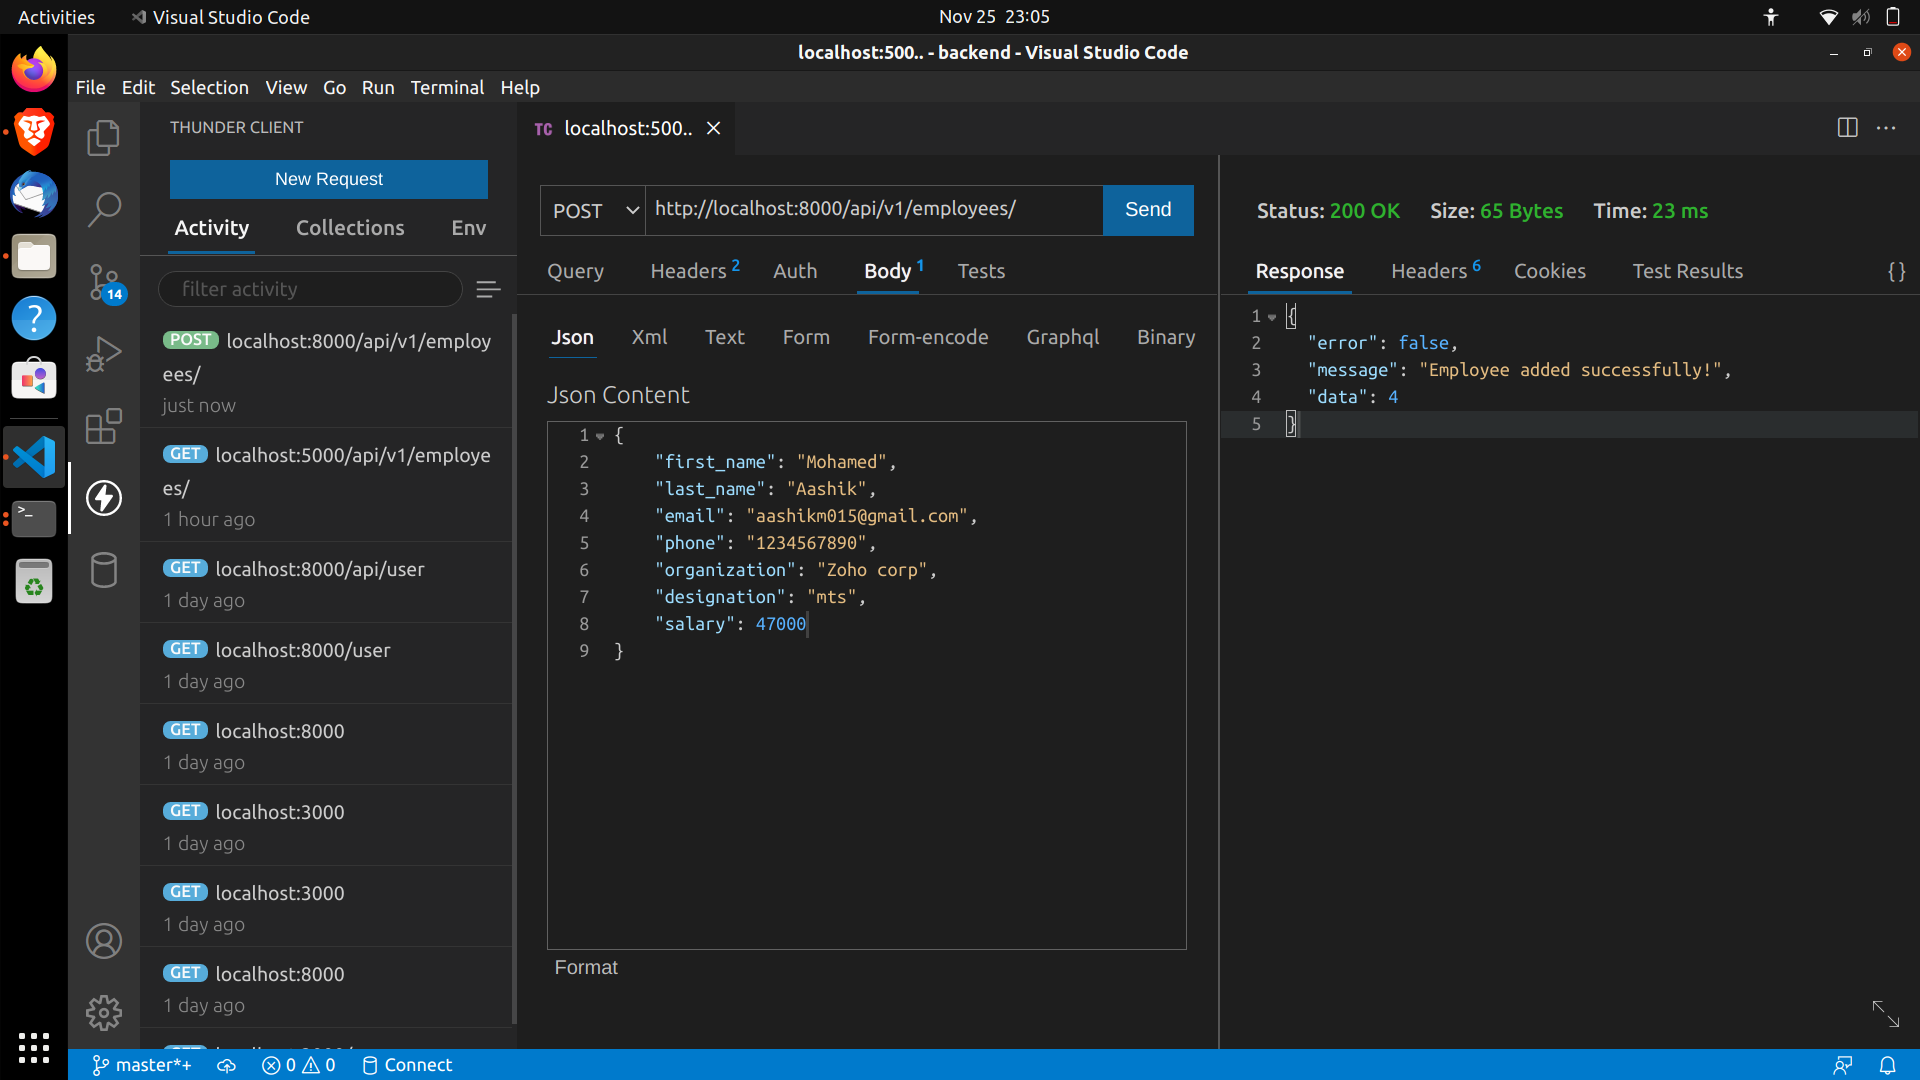 Activities
Visual Studio Code
Nov 25 23:05
localhost:500.. - backend - Visual Studio Code
File Edit Selection View Go Run Terminal Help
THUNDER CLIENT
New Request
Activity Collections Env
filter activity
POST localhost:8000/api/v1/employ
ees/
just now
GET localhost:5000/api/v1/employe
es/
1 hour ago
GET localhost:8000/api/user
1 day ago
GET localhost:8000/user
1 day ago
GET localhost:8000
1 day ago
GET localhost:3000
1 day ago
GET localhost:3000
1 day ago
GET localhost:8000
1 day ago
14
TC localhost:500..
POST http://localhost:8000/api/v1/employees/ Send
Query Headers 2 Auth Body 1 Tests
Json Xml Text Form Form-encode Graphql Binary
Json Content
1 {
2 "first_name": "Mohamed",
3 "last_name": "Aashik",
4 "email": "aashikm015@gmail.com",
5 "phone": "1234567890",
6 "organization": "Zoho corp",
7 "designation": "mts",
8 "salary": 47000
9 }
Format
Status: 200 OK Size: 65 Bytes Time: 23 ms
Response Headers 6 Cookies Test Results {}
1 {
2 "error": false,
3 "message": "Employee added successfully!",
4 "data": 4
5 }
master*+ 0 0 Connect